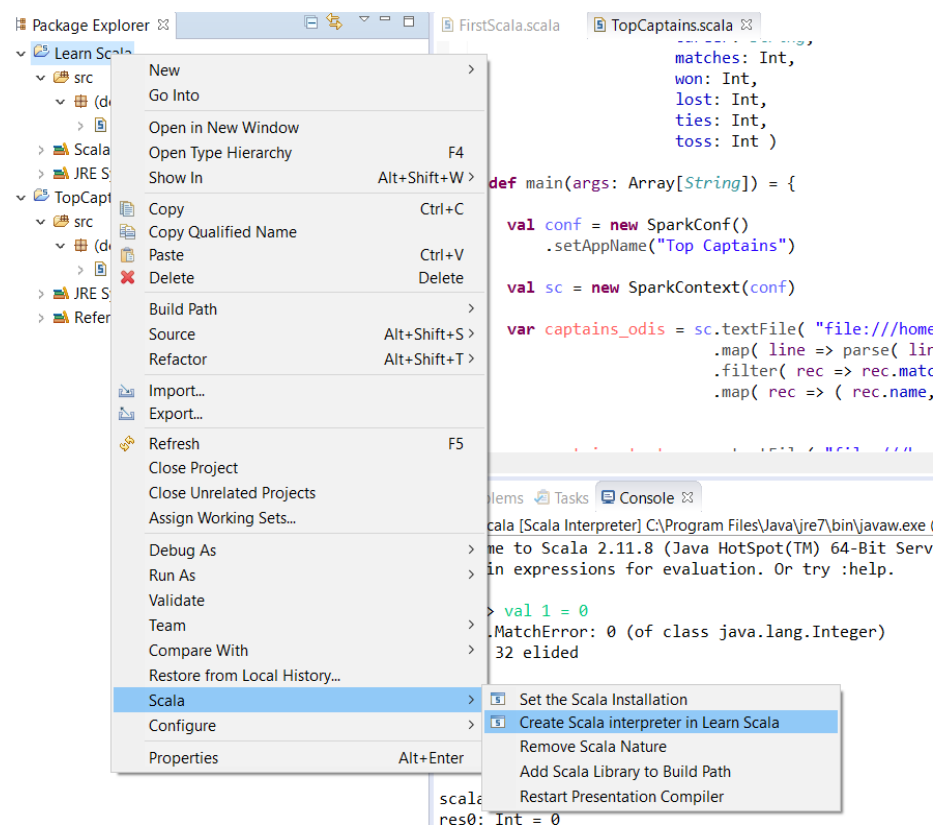 Package Explorer
Learn Scala
src
(de
Scala
JRE S
TopCapt
src
(de
JRE S
Refer
New
Go Into
Open in New Window
Open Type Hierarchy F4
Show In Alt+Shift+W
Copy Ctrl+C
Copy Qualified Name
Paste Ctrl+V
Delete Delete
Build Path
Source Alt+Shift+S
Refactor Alt+Shift+T
Import...
Export...
Refresh F5
Close Project
Close Unrelated Projects
Assign Working Sets...
Debug As
Run As
Validate
Team
Compare With
Restore from Local History...
Scala
Configure
Properties Alt+Enter
Set the Scala Installation
Create Scala interpreter in Learn Scala
Remove Scala Nature
Add Scala Library to Build Path
Restart Presentation Compiler
FirstScala.scala TopCaptains.scala
matches: Int,
won: Int,
lost: Int,
ties: Int,
toss: Int )
def main(args: Array[String]) = {
val conf = new SparkConf()
.setAppName("Top Captains")
val sc = new SparkContext(conf)
var captains_odis = sc.textFile( "file:///home
.map( line => parse( lin
.filter( rec => rec.matc
.map( rec => ( rec.name,
blems Tasks Console
cala [Scala Interpreter] C:\Program Files\Java\jre7\bin\javaw.exe (
me to Scala 2.11.8 (Java HotSpot(TM) 64-Bit Serv
in expressions for evaluation. Or try :help.
> val 1 = 0
.MatchError: 0 (of class java.lang.Integer)
32 elided
scala
res0: Int = 0